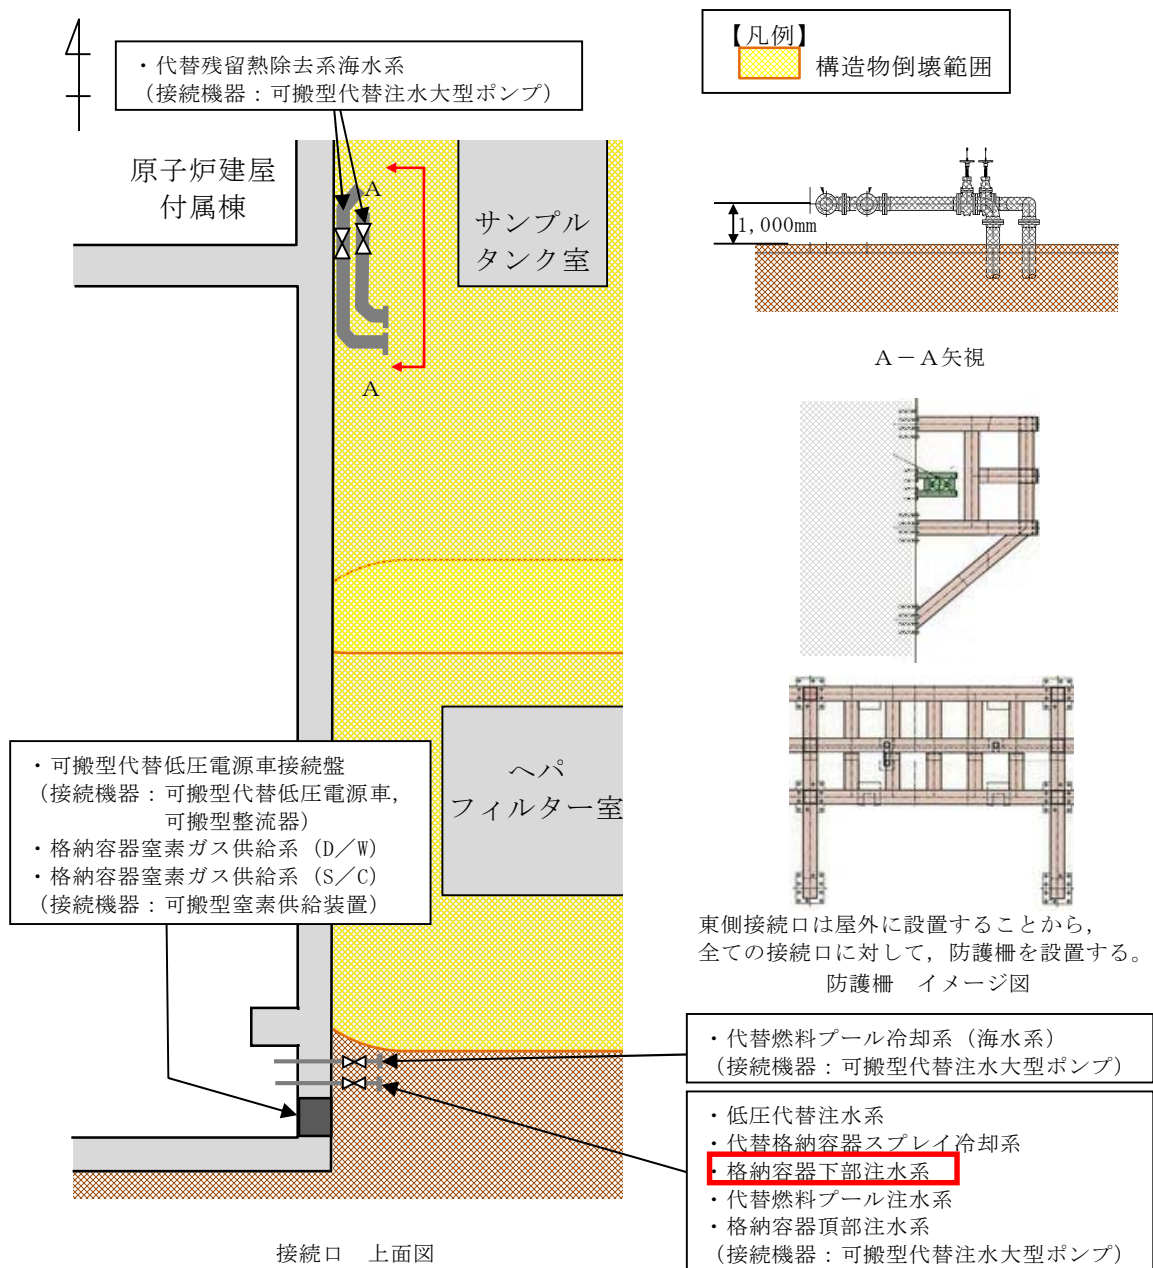 ・代替残留熱除去系海水系
（接続機器：可搬型代替注水大型ポンプ）
【凡例】
構造物倒壊範囲
原子炉建屋
付属棟
A
サンプル
タンク室
A
1,000mm
A－A矢視
・可搬型代替低圧電源車接続盤
（接続機器：可搬型代替低圧電源車，
可搬型整流器）
・格納容器窒素ガス供給系（D／W）
・格納容器窒素ガス供給系（S／C）
（接続機器：可搬型窒素供給装置）
ヘパ
フィルター室
東側接続口は屋外に設置することから，
全ての接続口に対して，防護柵を設置する。
防護柵　イメージ図
・代替燃料プール冷却系（海水系）
（接続機器：可搬型代替注水大型ポンプ）
・低圧代替注水系
・代替格納容器スプレイ冷却系
・格納容器下部注水系
・代替燃料プール注水系
・格納容器頂部注水系
（接続機器：可搬型代替注水大型ポンプ）
接続口　上面図